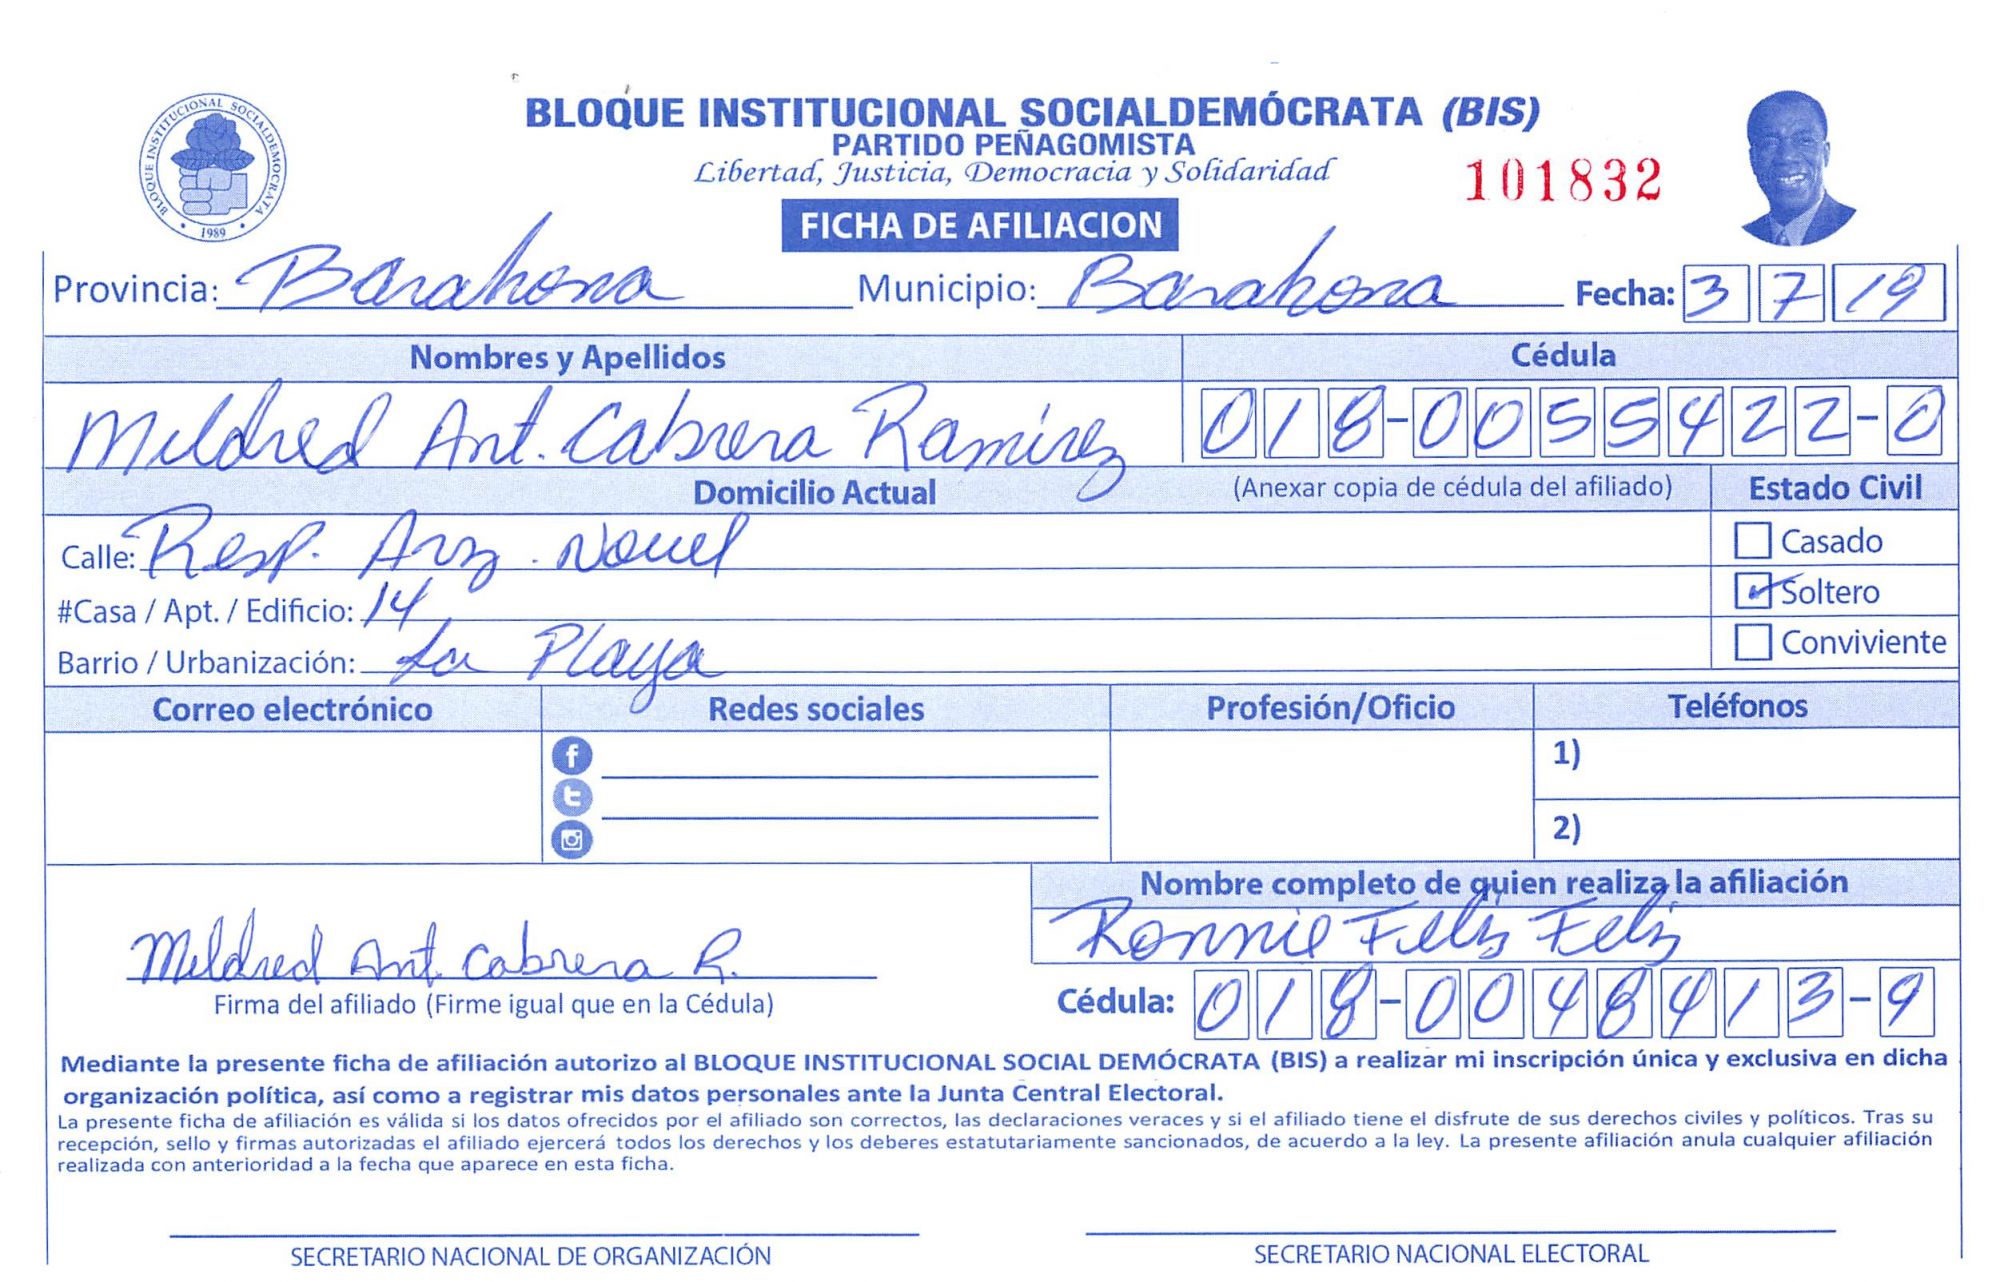 BLOQUE INSTITUCIONAL SOCIALDEMOCRATA
1989
BLOQUE INSTITUCIONAL SOCIALDEMÓCRATA (BIS)
PARTIDO PEÑAGOMISTA
Libertad, Justicia, Democracia y Solidaridad
101832
FICHA DE AFILIACION
Provincia: Barahona Municipio: Barahona Fecha: 3 7 19
Nombres y Apellidos Cédula
Mildred Ant. Cabrera Ramírez 018-0055422-0
Domicilio Actual (Anexar copia de cédula del afiliado) Estado Civil
Calle: Resp. Arz. Nouel Casado
#Casa / Apt. / Edificio: 14 Soltero
Barrio / Urbanización: La Playa Conviviente
Correo electrónico Redes sociales Profesión/Oficio Teléfonos
1)
2)
Nombre completo de quien realiza la afiliación
Ronnie Feliz Feliz
Mildred Ant. Cabrera R.
Firma del afiliado (Firme igual que en la Cédula) Cédula: 018-0048413-9
Mediante la presente ficha de afiliación autorizo al BLOQUE INSTITUCIONAL SOCIAL DEMÓCRATA (BIS) a realizar mi inscripción única y exclusiva en dicha
organización política, así como a registrar mis datos personales ante la Junta Central Electoral.
La presente ficha de afiliación es válida si los datos ofrecidos por el afiliado son correctos, las declaraciones veraces y si el afiliado tiene el disfrute de sus derechos civiles y políticos. Tras su
recepción, sello y firmas autorizadas el afiliado ejercerá todos los derechos y los deberes estatutariamente sancionados, de acuerdo a la ley. La presente afiliación anula cualquier afiliación
realizada con anterioridad a la fecha que aparece en esta ficha.
SECRETARIO NACIONAL DE ORGANIZACIÓN SECRETARIO NACIONAL ELECTORAL